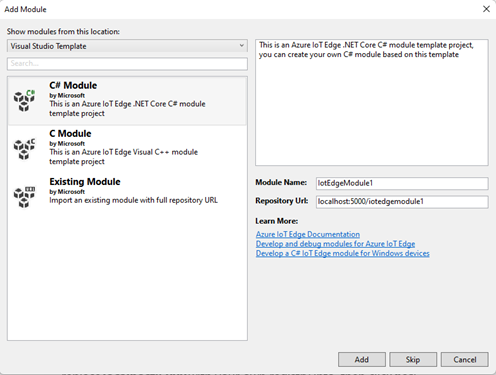 Add Module
Show modules from this location:
Visual Studio Template
Search...
C# Module
by Microsoft
This is an Azure IoT Edge .NET Core C# module
template project
C Module
by Microsoft
This is an Azure IoT Edge Visual C++ module
template project
Existing Module
by Microsoft
Import an existing module with full repository URL
This is an Azure IoT Edge .NET Core C# module template project,
you can create your own C# module based on this template
Module Name: IotEdgeModule1
Repository Url: localhost:5000/iotedgemodule1
Learn More:
Azure IoT Edge Documentation
Develop and debug modules for Azure IoT Edge
Develop a C# IoT Edge module for Windows devices
Add Skip Cancel